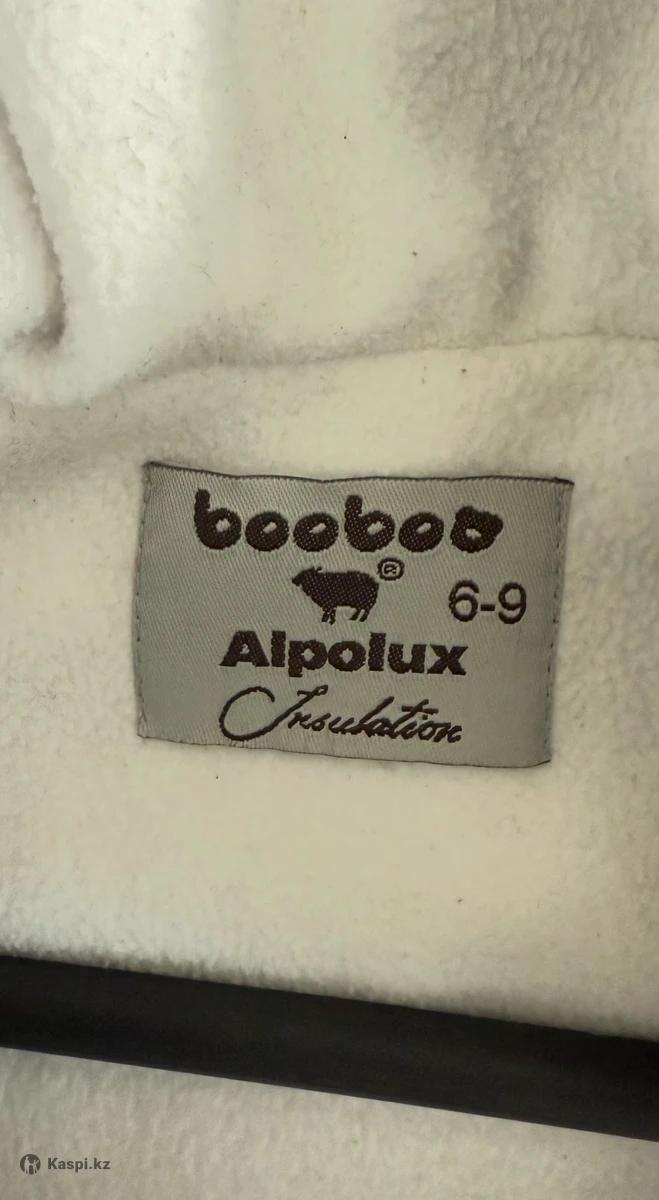 booboo
®
6-9
Alpolux
Insulation
Kaspi.kz